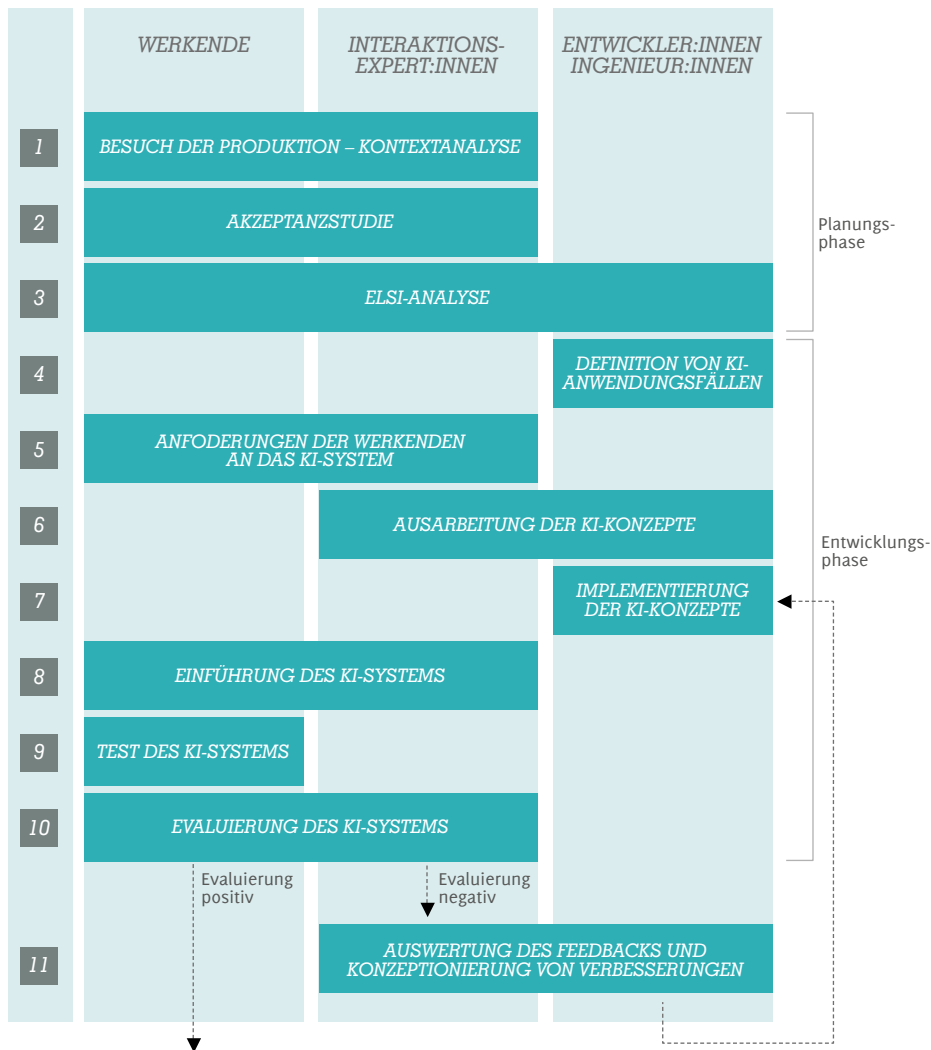 WERKENDE
INTERAKTIONS-
EXPERT:INNEN
ENTWICKLER:INNEN
INGENIEUR:INNEN
1
BESUCH DER PRODUKTION – KONTEXTANALYSE
2
AKZEPTANZSTUDIE
Planungs-
phase
3
ELSI-ANALYSE
4
DEFINITION VON KI-
ANWENDUNGSFÄLLEN
5
ANFODERUNGEN DER WERKENDEN
AN DAS KI-SYSTEM
6
AUSARBEITUNG DER KI-KONZEPTE
Entwicklungs-
phase
7
IMPLEMENTIERUNG
DER KI-KONZEPTE
8
EINFÜHRUNG DES KI-SYSTEMS
9
TEST DES KI-SYSTEMS
10
EVALUIERUNG DES KI-SYSTEMS
Evaluierung
positiv
Evaluierung
negativ
11
AUSWERTUNG DES FEEDBACKS UND
KONZEPTIONIERUNG VON VERBESSERUNGEN